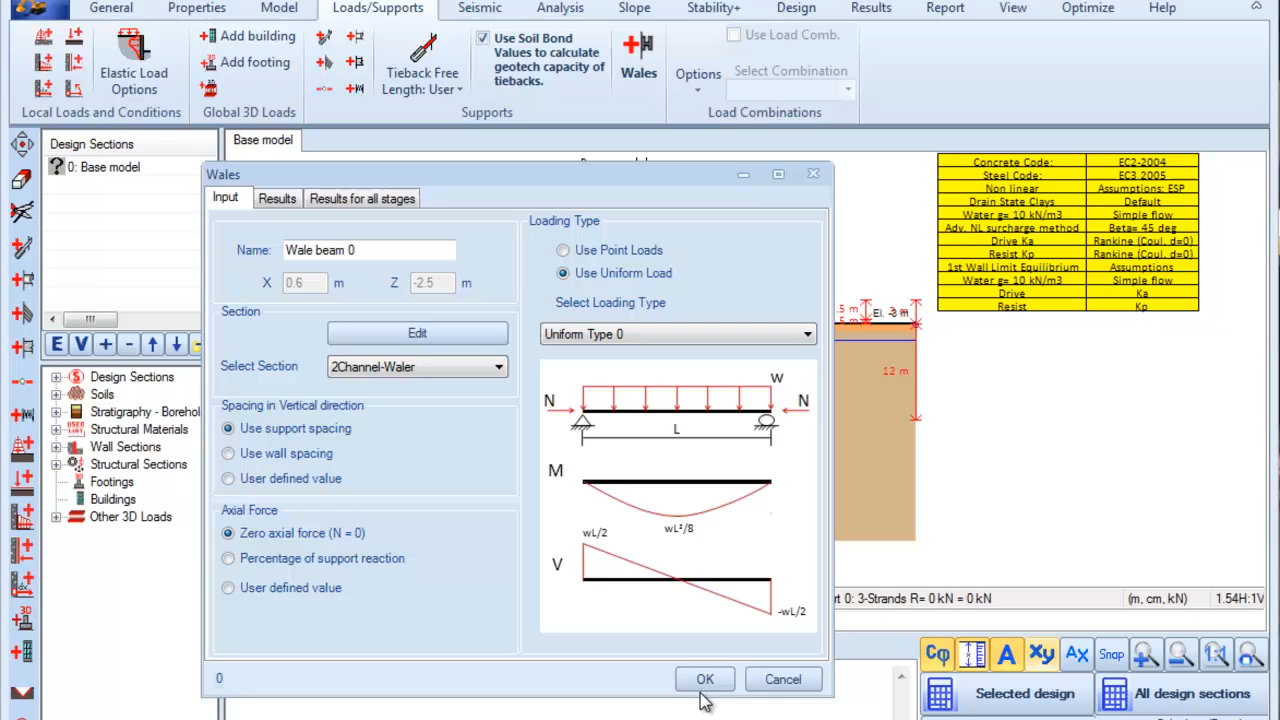 General Properties Model Loads/Supports Seismic Analysis Slope Stability+ Design Results Report View Optimize Help
Elastic Load
Options
Local Loads and Conditions
Add building
Add footing
Global 3D Loads
Tieback Free
Length: User
Use Soil Bond
Values to calculate
geotech capacity of
tiebacks.
Supports
Wales
Options
Use Load Comb.
Select Combination
Load Combinations
Design Sections
0: Base model
Base model
E V + -
Design Sections
Soils
Stratigraphy - Borehol
Structural Materials
Wall Sections
Structural Sections
Footings
Buildings
Other 3D Loads
Wales
Input Results Results for all stages
Name: Wale beam 0
X 0.6 m Z -2.5 m
Section
Edit
Select Section 2Channel-Waler
Spacing in Vertical direction
Use support spacing
Use wall spacing
User defined value
Axial Force
Zero axial force (N = 0)
Percentage of support reaction
User defined value
Loading Type
Use Point Loads
Use Uniform Load
Select Loading Type
Uniform Type 0
W
N N
L
M
wL²/8
wL/2
V
-wL/2
0
OK Cancel
Concrete Code: EC2-2004
Steel Code: EC3 2005
Non linear Assumptions: ESP
Drain State Clays Default
Water g= 10 kN/m3 Simple flow
Adv. NL surcharge method Beta= 45 deg
Drive Ka Rankine (Coul. d=0)
Resist Kp Rankine (Coul. d=0)
1st Wall Limit Equilibrium Assumptions
Water g= 10 kN/m3 Simple flow
Drive Ka
Resist Kp
.5 m
El. -3 m
12 m
rt 0: 3-Strands R= 0 kN = 0 kN (m, cm, kN) 1.54H:1V
Cφ A Xy Ax Snap
Selected design All design sections
3D
dx